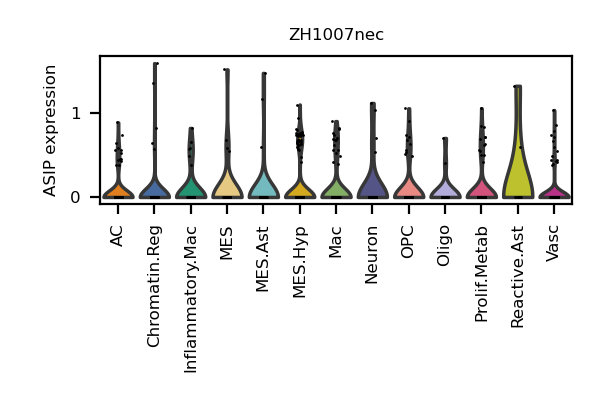 ZH1007nec
ASIP expression
1
0
AC
Chromatin.Reg
Inflammatory.Mac
MES
MES.Ast
MES.Hyp
Mac
Neuron
OPC
Oligo
Prolif.Metab
Reactive.Ast
Vasc